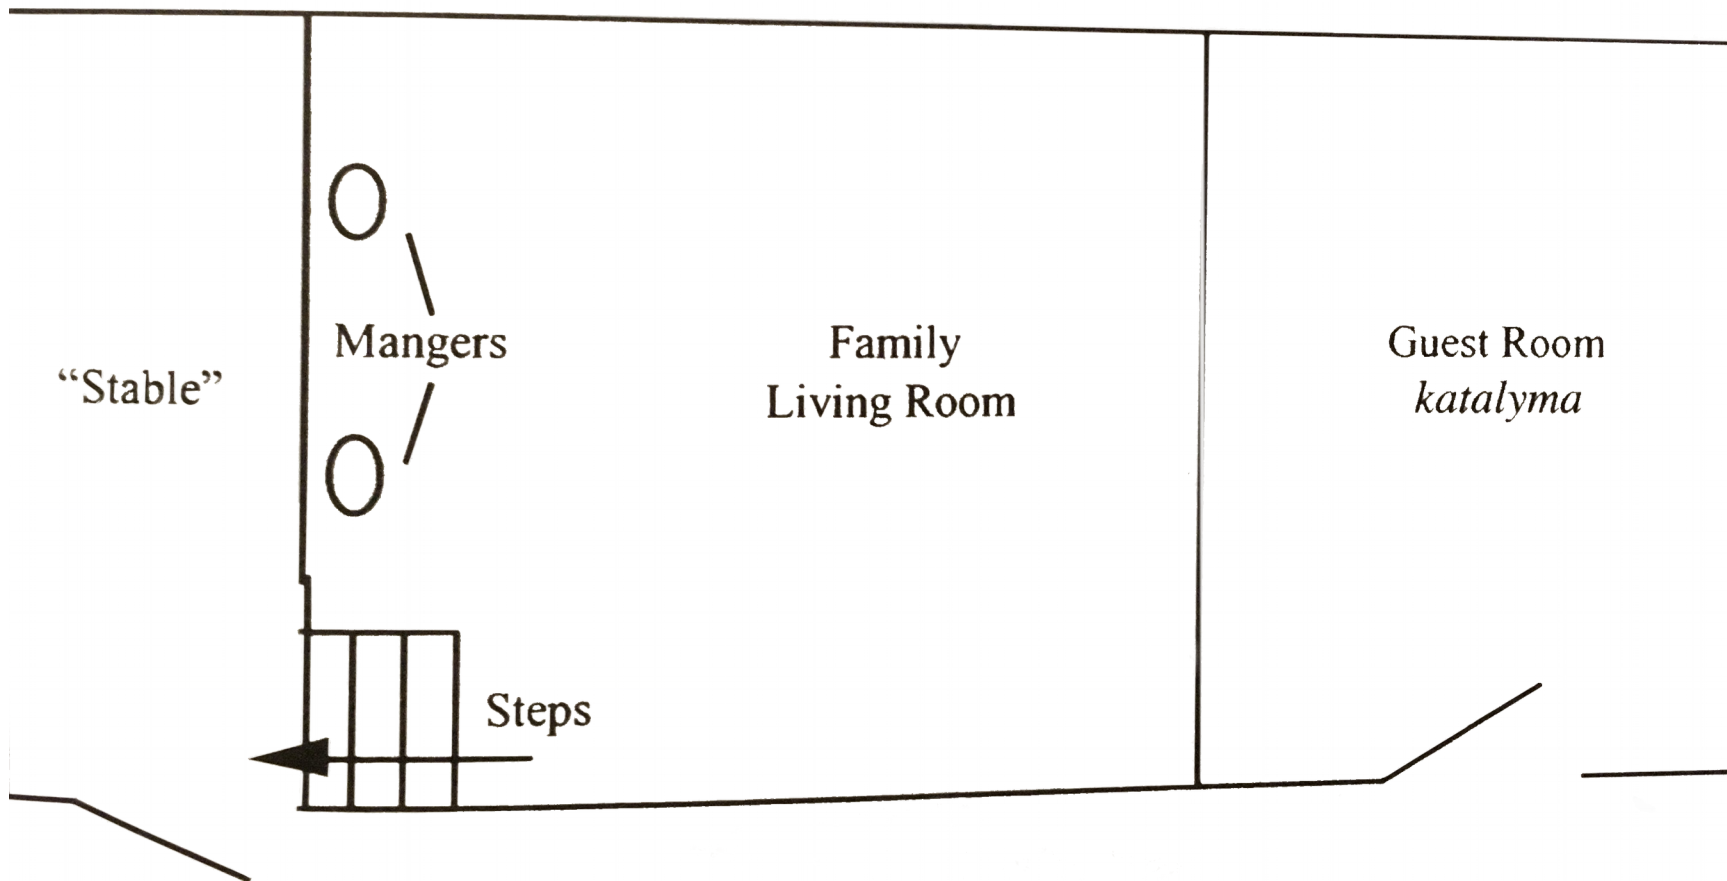 “Stable”
Mangers
Family
Living Room
Guest Room
katalyma
Steps